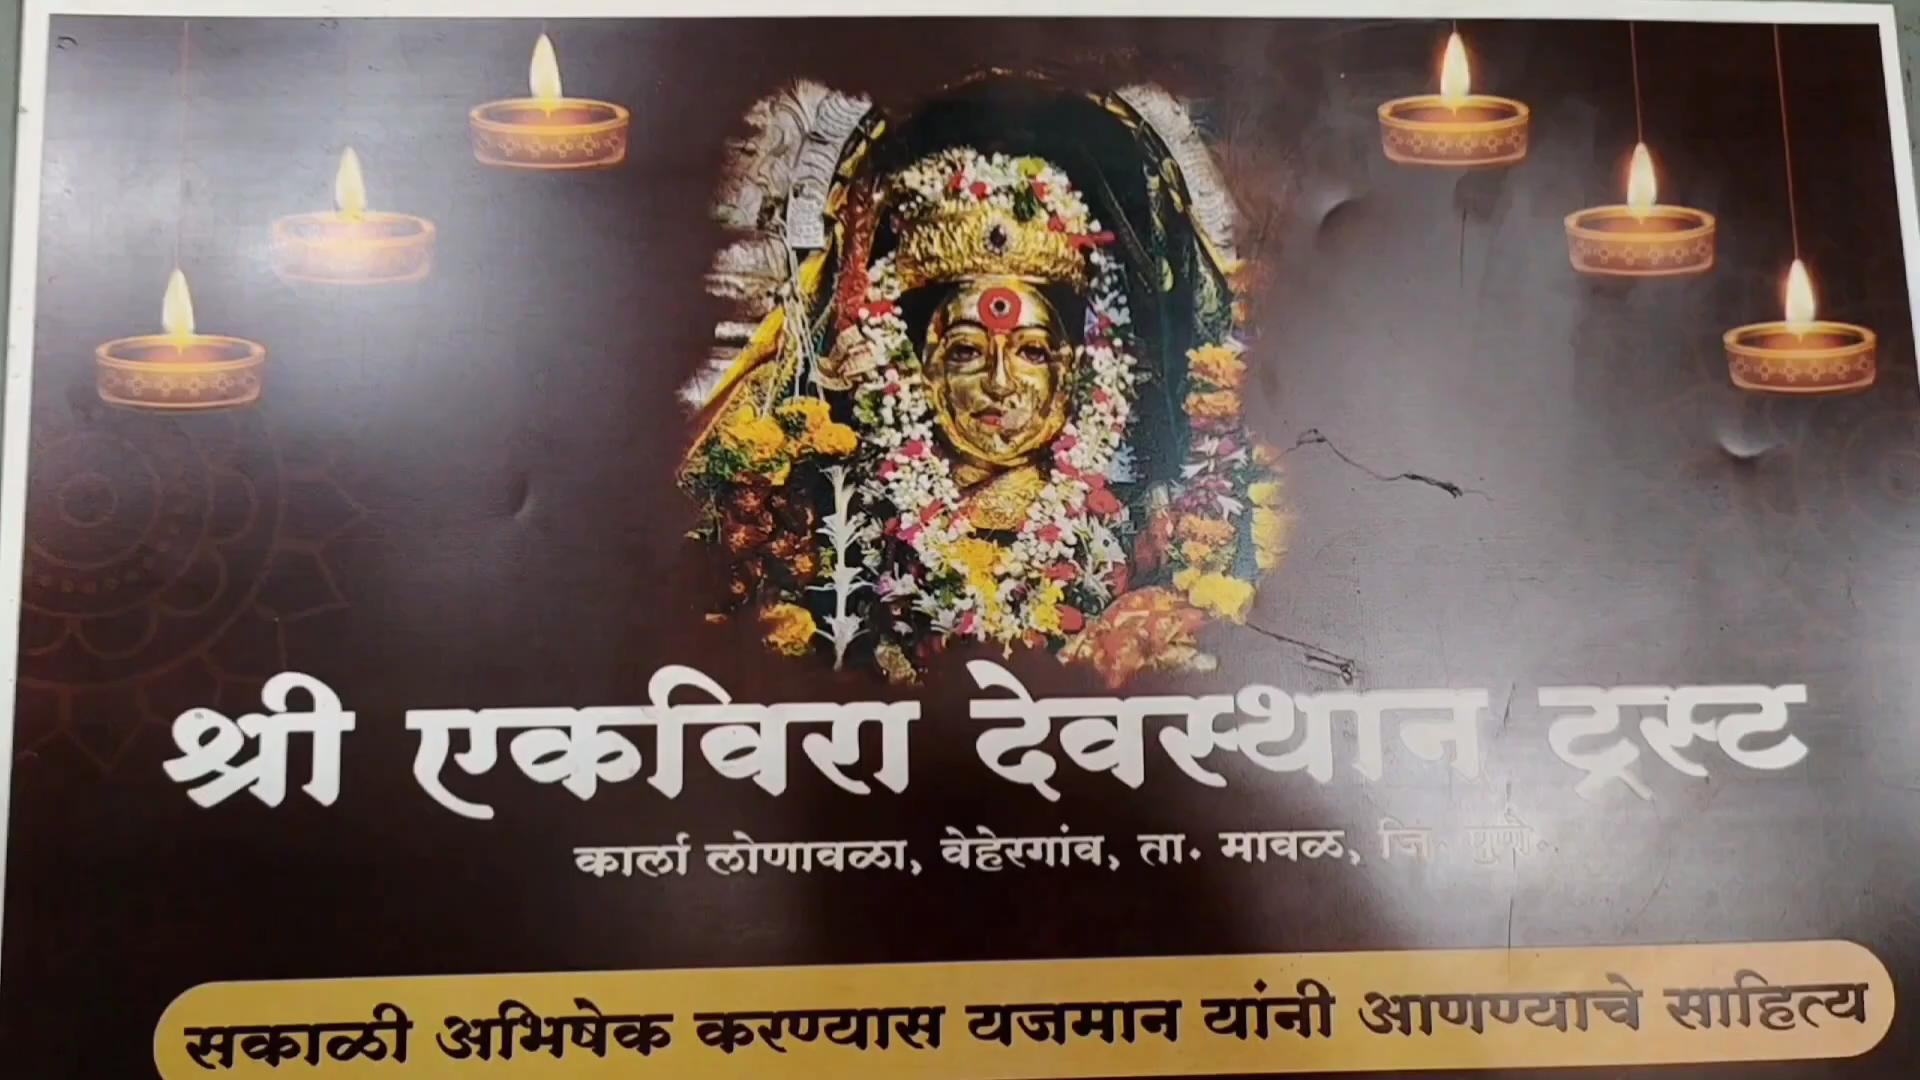 श्री एकविरा देवस्थान ट्रस्ट
कार्ला लोणावळा, वेहेरगांव, ता. मावळ, जि. पुणे.
सकाळी अभिषेक करण्यास यजमान यांनी आणण्याचे साहित्य